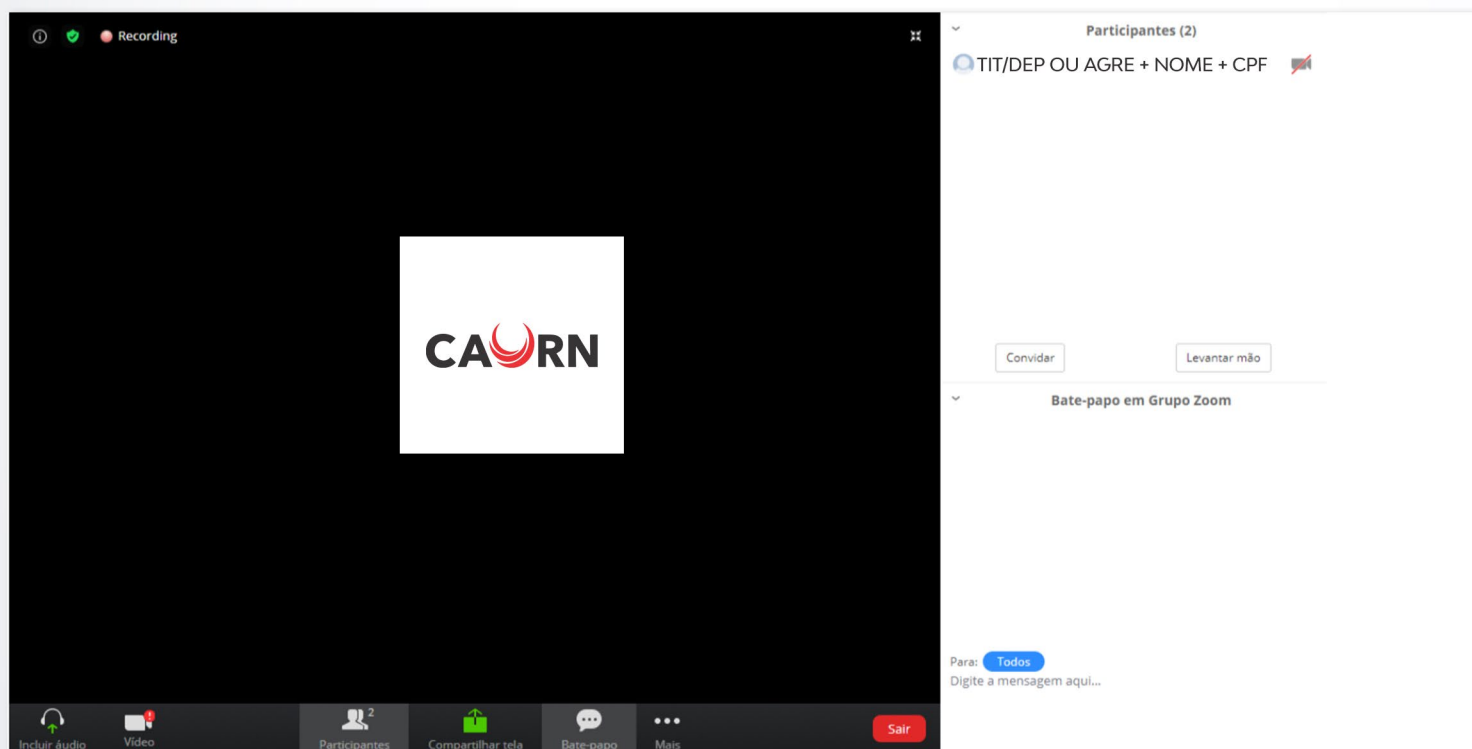 Recording
CAURN
Incluir áudio
Vídeo
2
Participantes
Compartilhar tela
Bate-papo
Mais
Sair
Participantes (2)
TIT/DEP OU AGRE + NOME + CPF
Convidar
Levantar mão
Bate-papo em Grupo Zoom
Para: Todos
Digite a mensagem aqui...